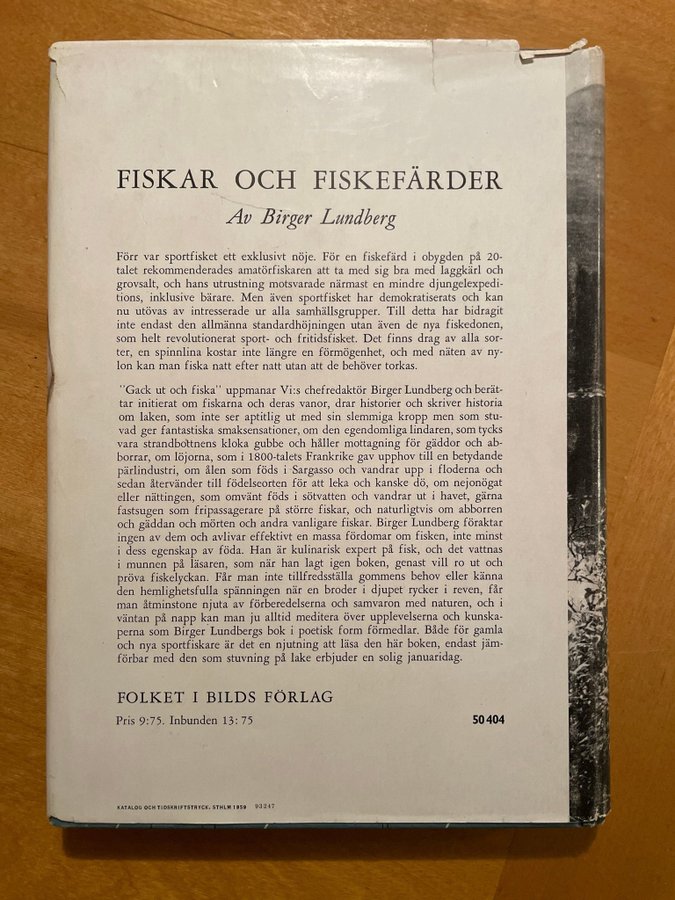 FISKAR OCH FISKEFÄRDER
Av Birger Lundberg
Förr var sportfisket ett exklusivt nöje. För en fiskefärd i obygden på 20-
talet rekommenderades amatörfiskaren att ta med sig bra med laggkärl och
grovsalt, och hans utrustning motsvarade närmast en mindre djungelexpedi-
tions, inklusive bärare. Men även sportfisket har demokratiserats och kan
nu utövas av intresserade ur alla samhällsgrupper. Till detta har bidragit
inte endast den allmänna standardhöjningen utan även de nya fiskedonen,
som helt revolutionerat sport- och fritidsfisket. Det finns drag av alla sor-
ter, en spinnlina kostar inte längre en förmögenhet, och med näten av ny-
lon kan man fiska natt efter natt utan att de behöver torkas.
"Gack ut och fiska" uppmanar Vi:s chefredaktör Birger Lundberg och berät-
tar initierat om fiskarna och deras vanor, drar historier och skriver historia
om laken, som inte ser aptitlig ut med sin slemmiga kropp men som stu-
vad ger fantastiska smaksensationer, om den egendomliga lindaren, som tycks
vara strandbottnens kloka gubbe och håller mottagning för gäddor och ab-
borrar, om löjorna, som i 1800-talets Frankrike gav upphov till en betydande
pärlindustri, om ålen som föds i Sargasso och vandrar upp i floderna och
sedan återvänder till födelseorten för att leka och kanske dö, om nejonögat
eller nättingen, som omvänt föds i sötvatten och vandrar ut i havet, gärna
fastsugen som fripassagerare på större fiskar, och naturligtvis om abborren
och gäddan och mörten och andra vanligare fiskar. Birger Lundberg föraktar
ingen av dem och avlivar effektivt en massa fördomar om fisken, inte minst
i dess egenskap av föda. Han är kulinarisk expert på fisk, och det vattnas
i munnen på läsaren, som när han lagt igen boken, genast vill ro ut och
pröva fiskelyckan. Får man inte tillfredsställa gommens behov eller känna
den hemlighetsfulla spänningen när en broder i djupet rycker i reven, får
man åtminstone njuta av förberedelserna och samvaron med naturen, och i
väntan på napp kan man ju alltid meditera över upplevelserna och kunska-
perna som Birger Lundbergs bok i poetisk form förmedlar. Både för gamla
och nya sportfiskare är det en njutning att läsa den här boken, endast jäm-
förbar med den som stuvning på lake erbjuder en solig januaridag.
FOLKET I BILDS FÖRLAG
Pris 9:75. Inbunden 13:75
50 404
KATALOG OCH TIDSKRIFTSTRYCK, STHLM 1959 93247